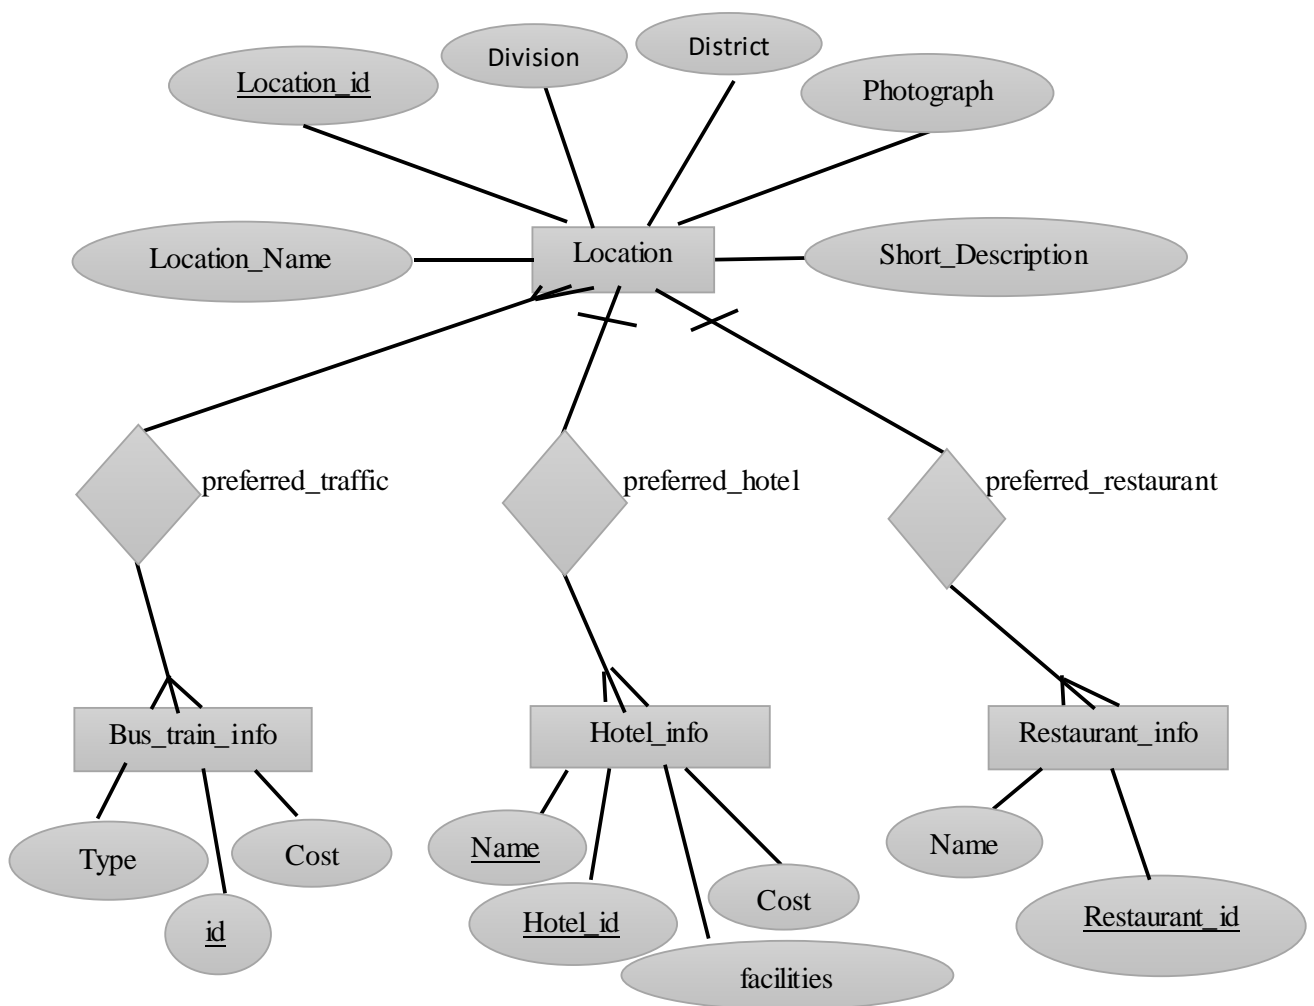 Location_id
Division
District
Photograph
Location_Name
Location
Short_Description
preferred_traffic
preferred_hotel
preferred_restaurant
Bus_train_info
Hotel_info
Restaurant_info
Type
id
Cost
Name
Hotel_id
facilities
Cost
Name
Restaurant_id